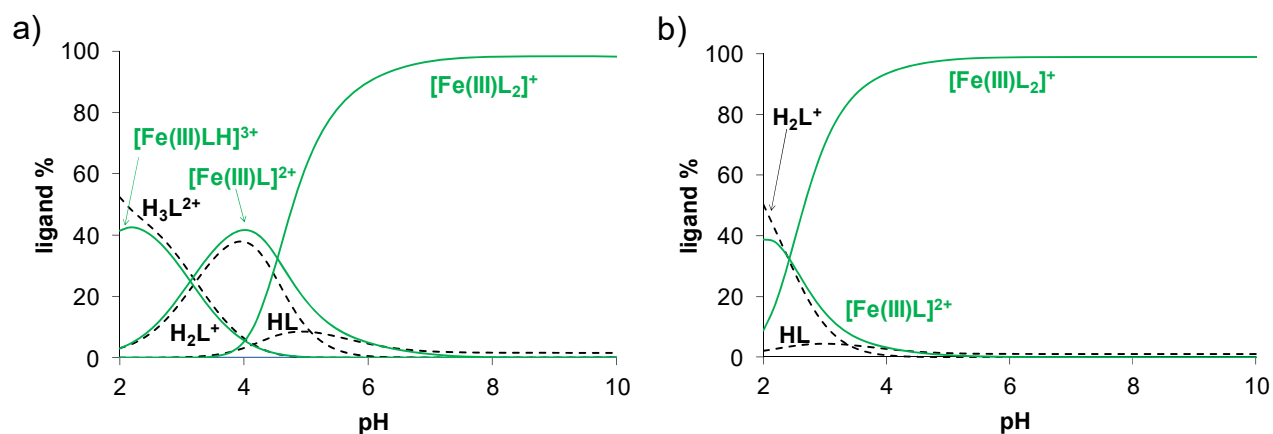 a)
100
80
60
40
20
0
ligand %
[Fe(III)LH]³⁺
[Fe(III)L]²⁺
[Fe(III)L₂]⁺
H₃L²⁺
H₂L⁺
HL
2 4 6 8 10
pH
b)
100
80
60
40
20
0
ligand %
H₂L⁺
[Fe(III)L₂]⁺
HL
[Fe(III)L]²⁺
2 4 6 8 10
pH